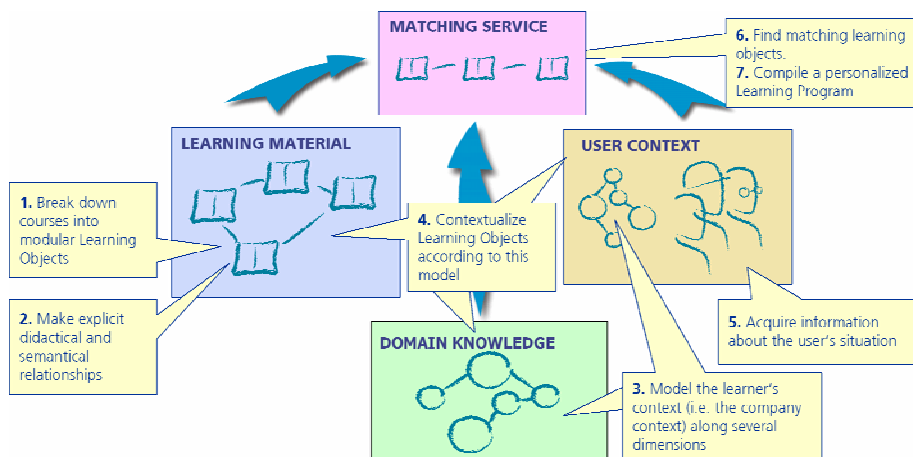 MATCHING SERVICE
6. Find matching learning
objects.
7. Compile a personalized
Learning Program
LEARNING MATERIAL
USER CONTEXT
1. Break down
courses into
modular Learning
Objects
4. Contextualize
Learning Objects
according to this
model
2. Make explicit
didactical and
semantical
relationships
5. Acquire information
about the user's situation
DOMAIN KNOWLEDGE
3. Model the learner's
context (i.e. the company
context) along several
dimensions